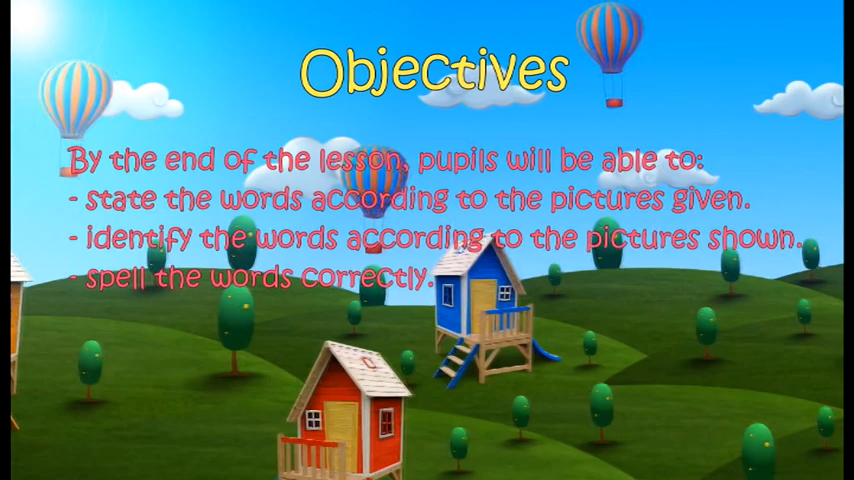 Objectives
By the end of the lesson, pupils will be able to:
- state the words according to the pictures given.
- identify the words according to the pictures shown.
- spell the words correctly.